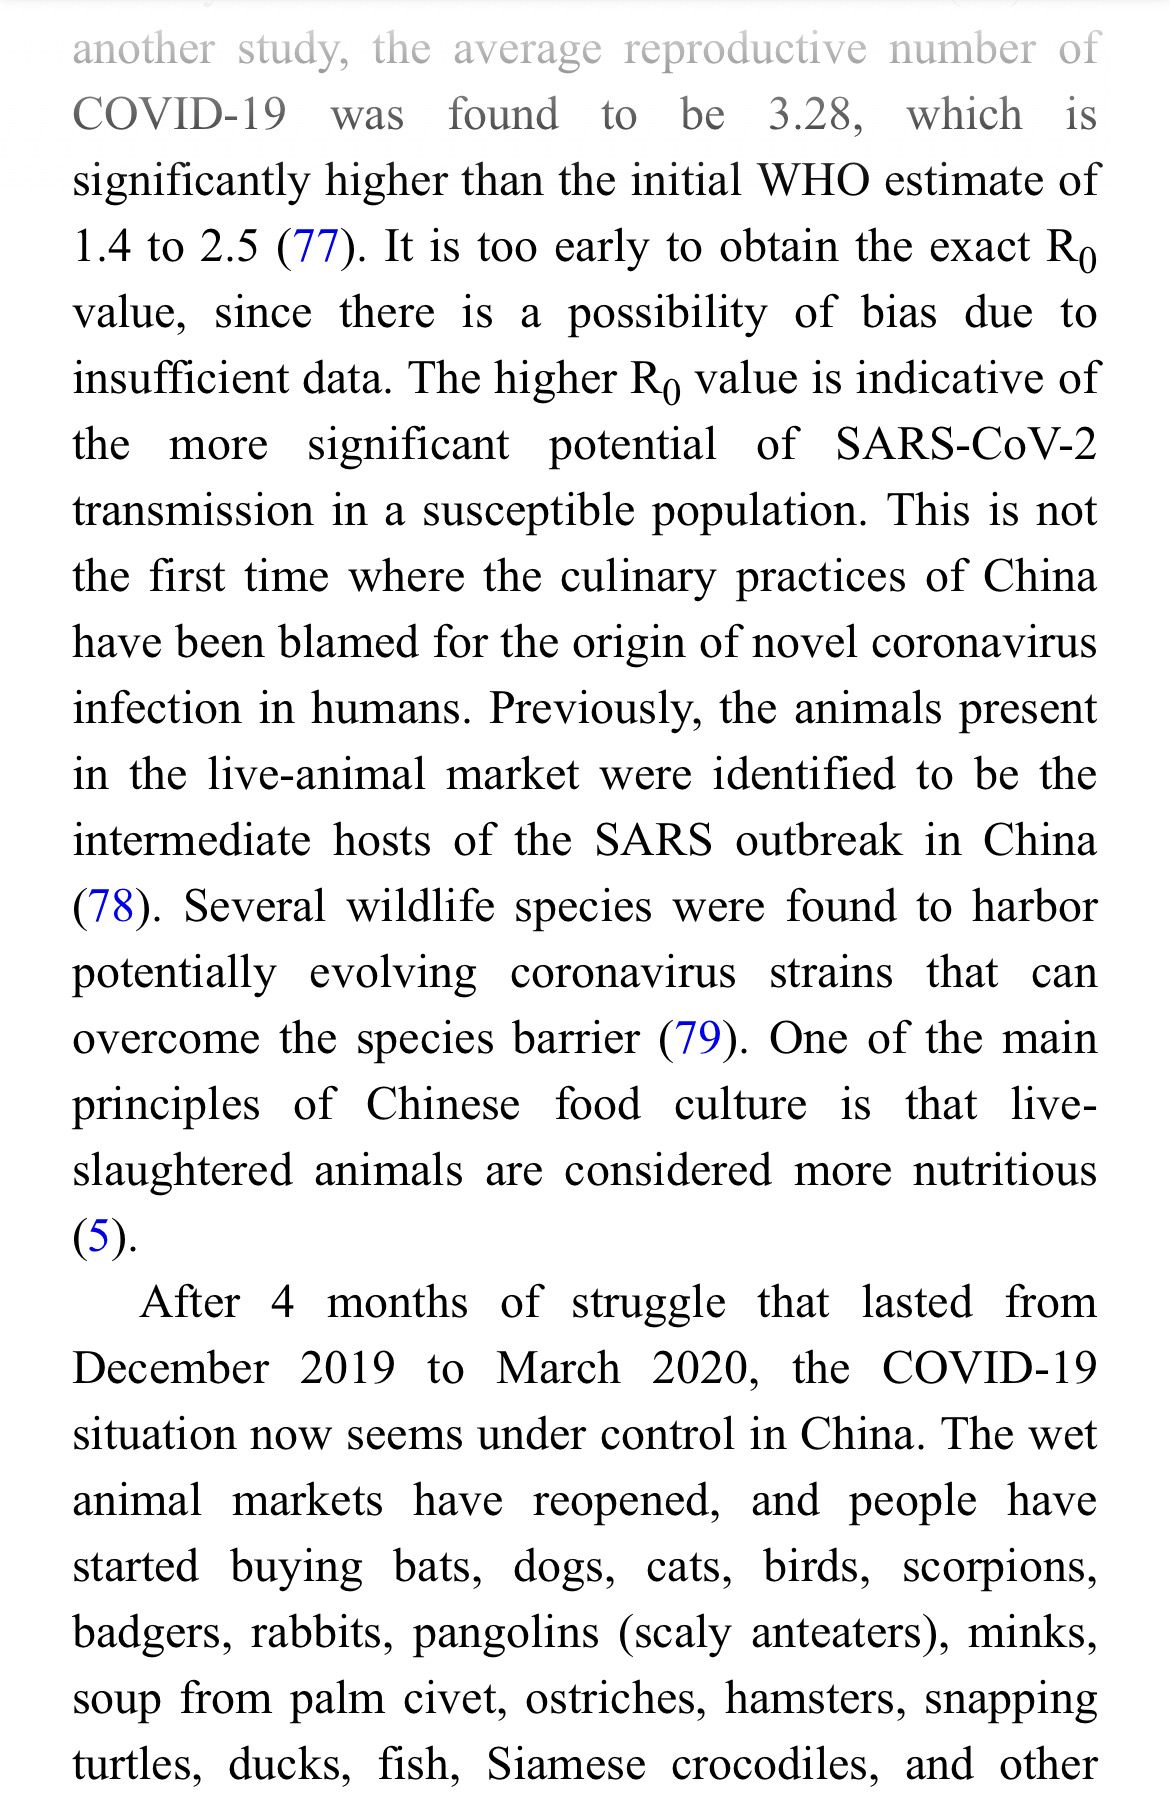 another study, the average reproductive number of
COVID-19 was found to be 3.28, which is
significantly higher than the initial WHO estimate of
1.4 to 2.5 (77). It is too early to obtain the exact R0
value, since there is a possibility of bias due to
insufficient data. The higher R0 value is indicative of
the more significant potential of SARS-CoV-2
transmission in a susceptible population. This is not
the first time where the culinary practices of China
have been blamed for the origin of novel coronavirus
infection in humans. Previously, the animals present
in the live-animal market were identified to be the
intermediate hosts of the SARS outbreak in China
(78). Several wildlife species were found to harbor
potentially evolving coronavirus strains that can
overcome the species barrier (79). One of the main
principles of Chinese food culture is that live-
slaughtered animals are considered more nutritious
(5).
After 4 months of struggle that lasted from
December 2019 to March 2020, the COVID-19
situation now seems under control in China. The wet
animal markets have reopened, and people have
started buying bats, dogs, cats, birds, scorpions,
badgers, rabbits, pangolins (scaly anteaters), minks,
soup from palm civet, ostriches, hamsters, snapping
turtles, ducks, fish, Siamese crocodiles, and other